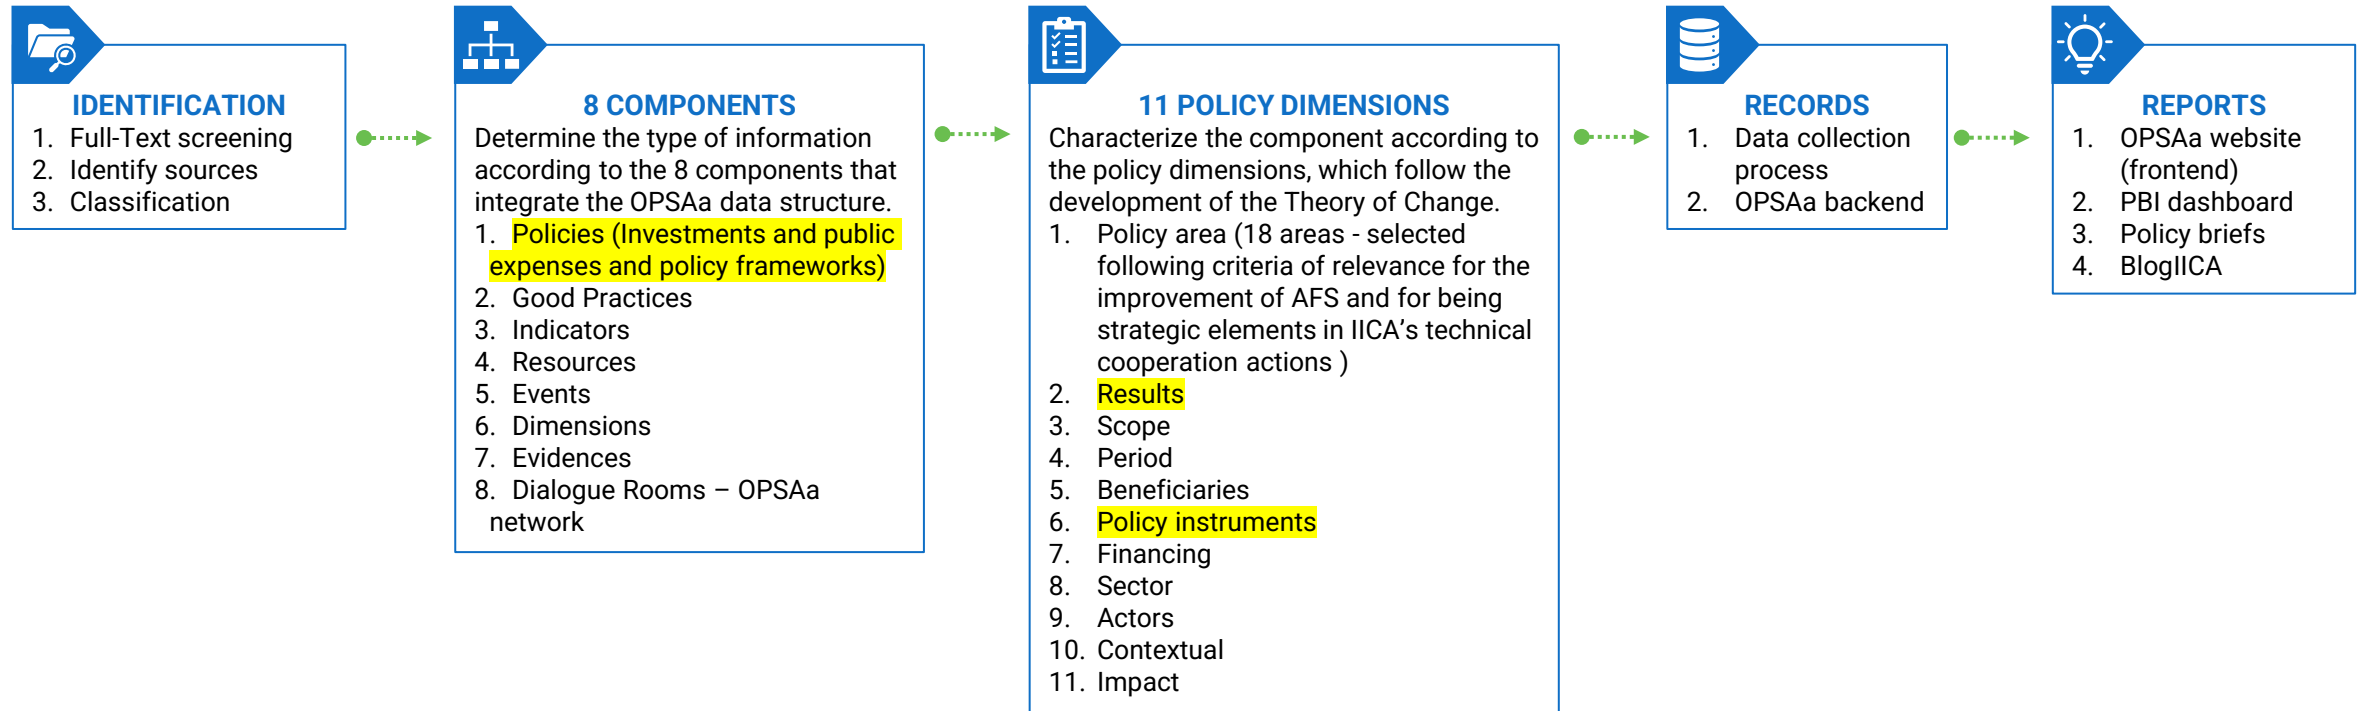 IDENTIFICATION
1. Full-Text screening
2. Identify sources
3. Classification
8 COMPONENTS
Determine the type of information
according to the 8 components that
integrate the OPSAa data structure.
1. Policies (Investments and public
expenses and policy frameworks)
2. Good Practices
3. Indicators
4. Resources
5. Events
6. Dimensions
7. Evidences
8. Dialogue Rooms – OPSAa
network
11 POLICY DIMENSIONS
Characterize the component according to
the policy dimensions, which follow the
development of the Theory of Change.
1. Policy area (18 areas - selected
following criteria of relevance for the
improvement of AFS and for being
strategic elements in IICA's technical
cooperation actions )
2. Results
3. Scope
4. Period
5. Beneficiaries
6. Policy instruments
7. Financing
8. Sector
9. Actors
10. Contextual
11. Impact
RECORDS
1. Data collection
process
2. OPSAa backend
REPORTS
1. OPSAa website
(frontend)
2. PBI dashboard
3. Policy briefs
4. BlogIICA